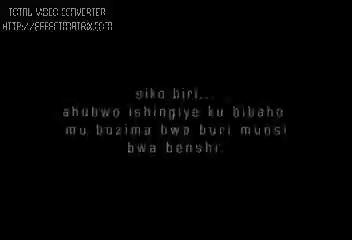 TOTAL VIDEO CONVERTER
HTTP://EFFECTMATRIX.COM
siko biri...
ahubwo ishingiye ku bibaho
mu buzima bwa buri munsi
bwa benshi.